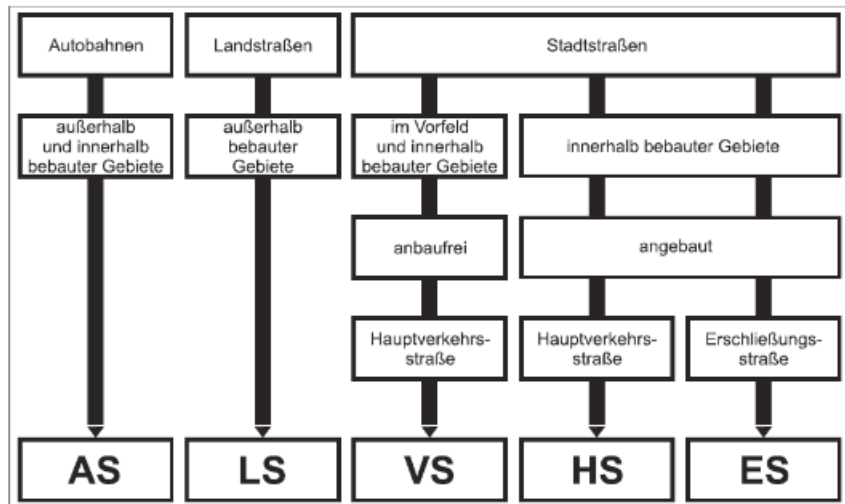 Autobahnen
Landstraßen
Stadtstraßen
außerhalb
und innerhalb
bebauter Gebiete
außerhalb
bebauter
Gebiete
im Vorfeld
und innerhalb
bebauter Gebiete
innerhalb bebauter Gebiete
anbaufrei
angebaut
Hauptverkehrs-
straße
Hauptverkehrs-
straße
Erschließungs-
straße
AS
LS
VS
HS
ES